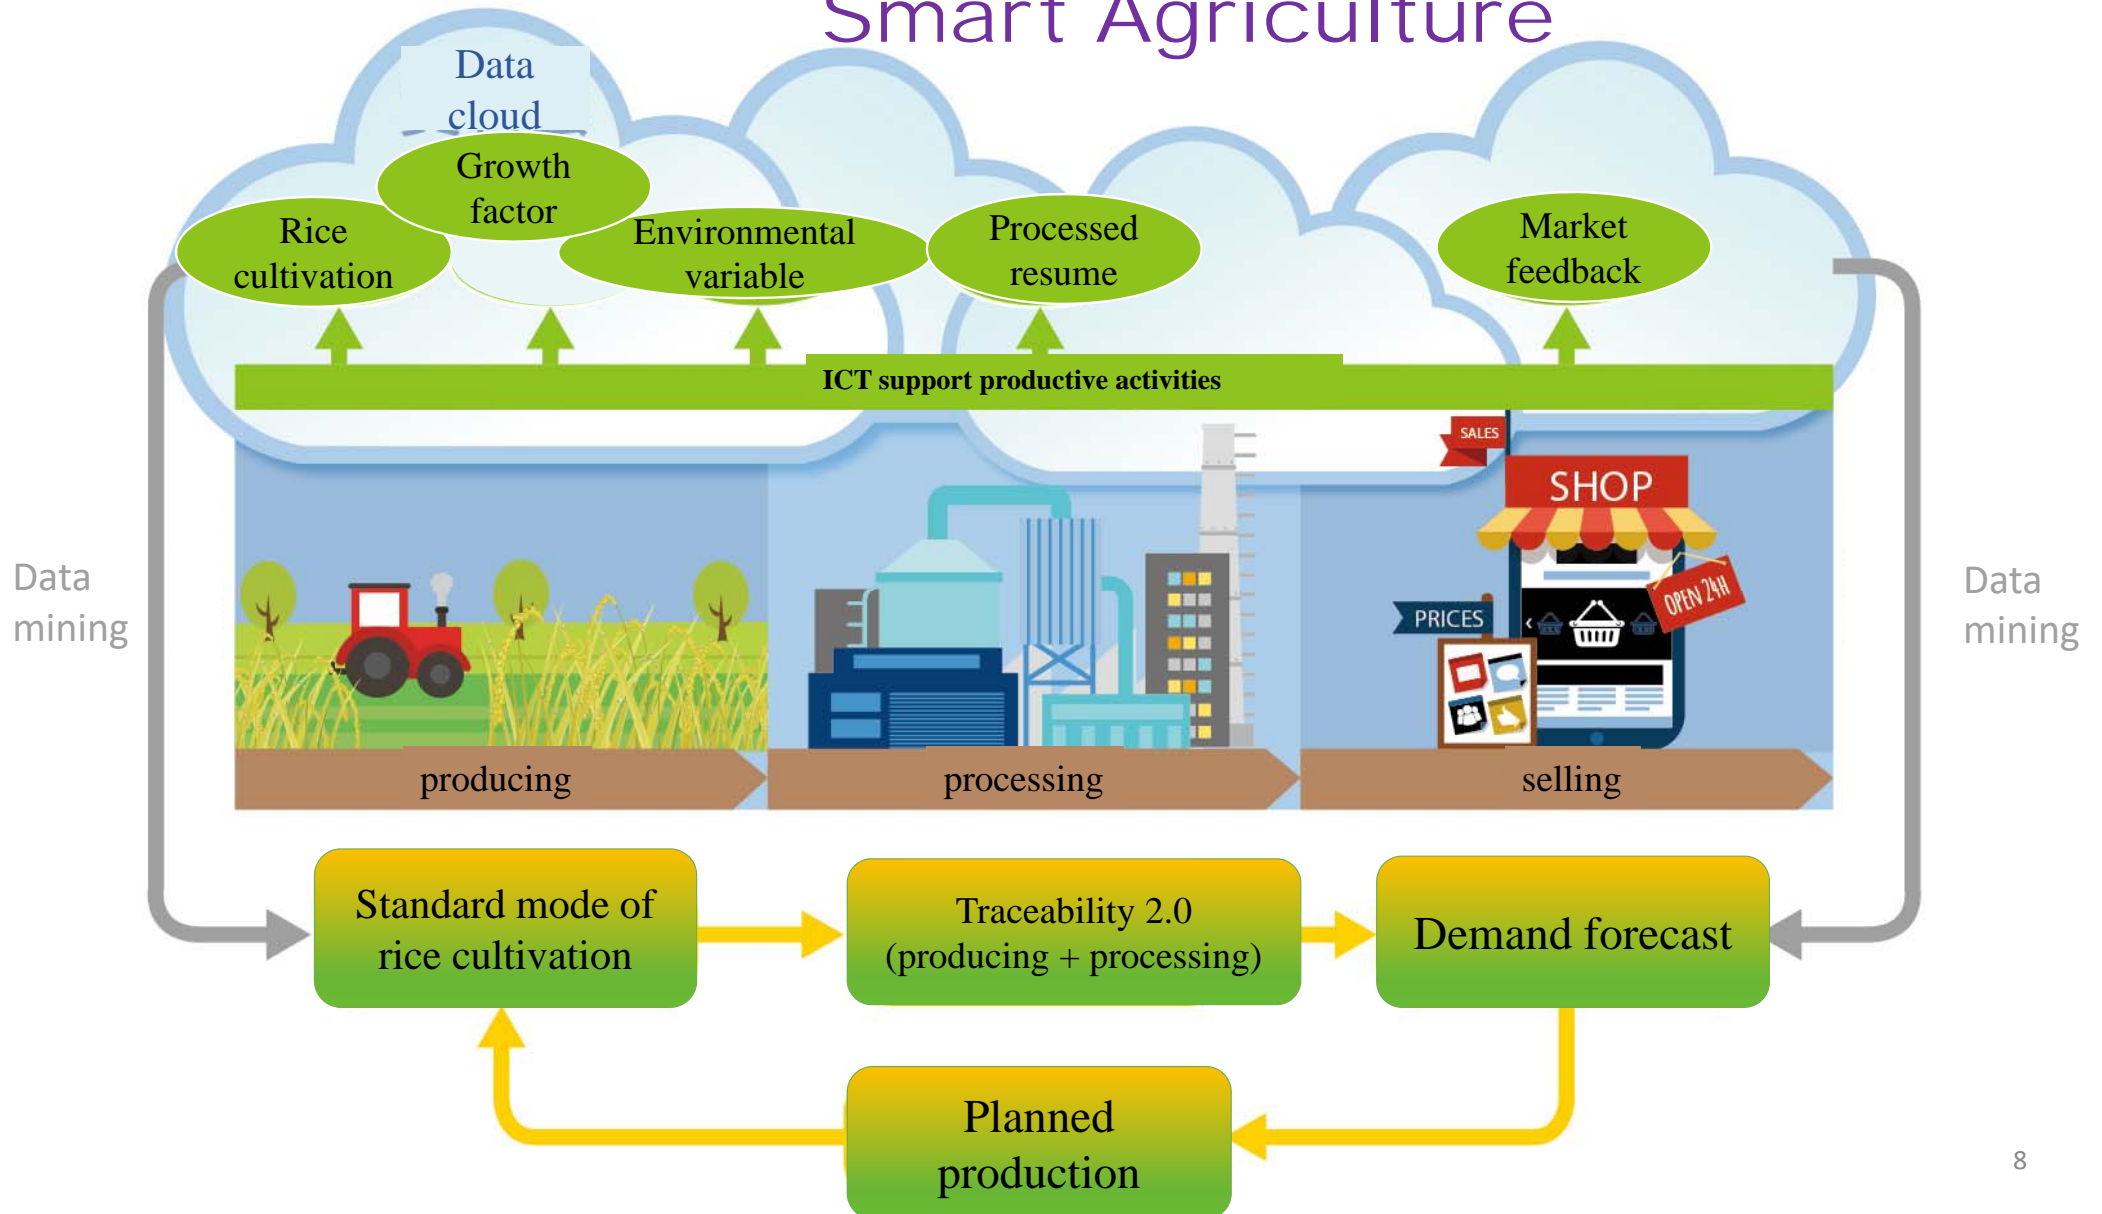 Smart Agriculture
Data
cloud
Growth
factor
Rice
cultivation
Environmental
variable
Processed
resume
Market
feedback
ICT support productive activities
SALES
SHOP
OPEN 24H
PRICES
Data
mining
Data
mining
producing
processing
selling
Standard mode of
rice cultivation
Traceability 2.0
(producing + processing)
Demand forecast
Planned
production
8